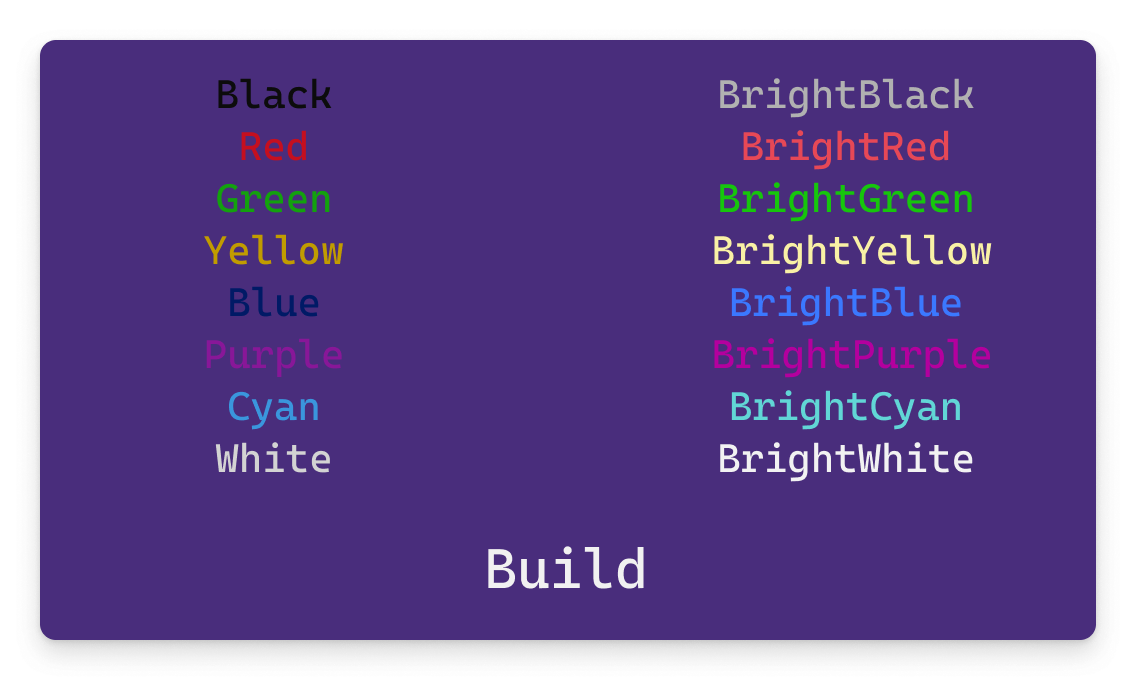 Black BrightBlack
Red BrightRed
Green BrightGreen
Yellow BrightYellow
Blue BrightBlue
Purple BrightPurple
Cyan BrightCyan
White BrightWhite
Build